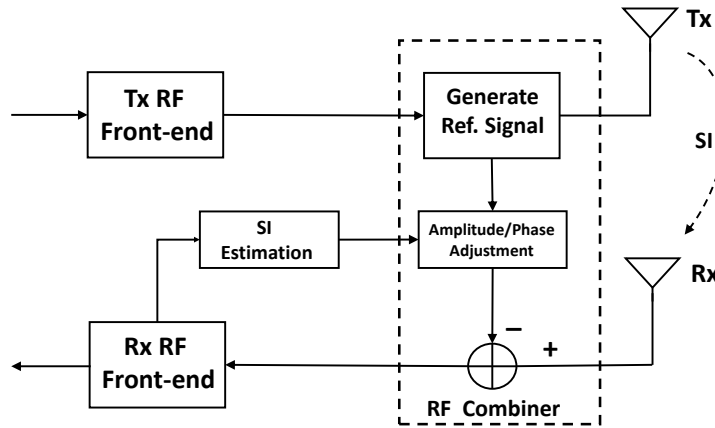 Tx
Tx RF
Front-end
Generate
Ref. Signal
SI
SI
Estimation
Amplitude/Phase
Adjustment
Rx
Rx RF
Front-end
−
+
RF Combiner